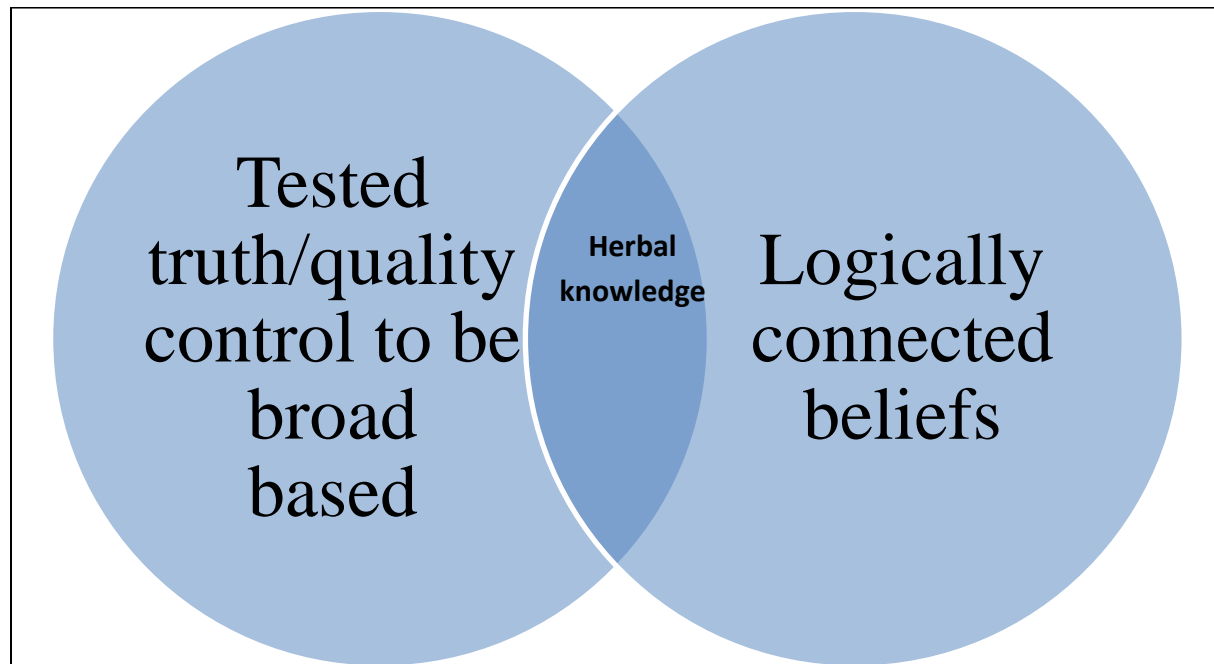 Tested
truth/quality
control to be
broad
based
Herbal
knowledge
Logically
connected
beliefs